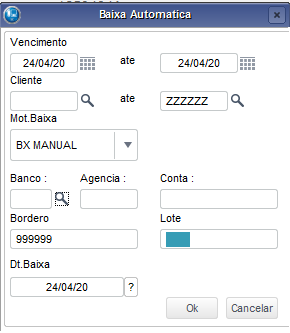 Baixa Automatica
Vencimento
24/04/20 ate 24/04/20
Cliente
ate ZZZZZZ
Mot.Baixa
BX MANUAL
Banco : Agencia : Conta :
Bordero Lote
999999
Dt.Baixa
24/04/20 ?
Ok Cancelar